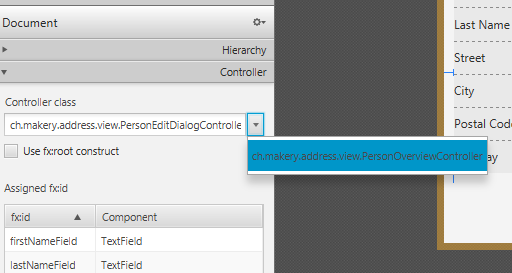 Document
Hierarchy
Controller
Controller class
ch.makery.address.view.PersonEditDialogControlle
ch.makery.address.view.PersonOverviewController
Use fx:root construct
Assigned fx:id
fx:id Component
firstNameField TextField
lastNameField TextField
Last Name
Street
City
Postal Code
ay